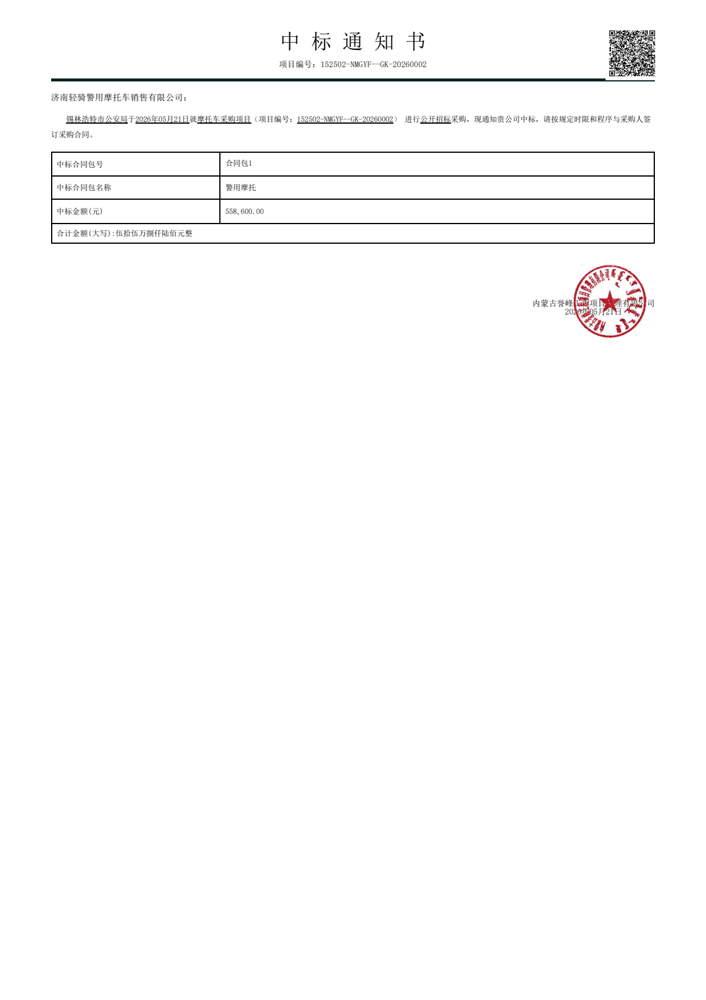 中标通知书
项目编号：152502-NMGYF--GK-20260002
济南轻骑警用摩托车销售有限公司：
锡林浩特市公安局于2026年05月21日就摩托车采购项目（项目编号：152502-NMGYF--GK-20260002） 进行公开招标采购，现通知贵公司中标，请按规定时限和程序与采购人签
订采购合同。
中标合同包号 合同包1
中标合同包名称 警用摩托
中标金额(元) 558,600.00
合计金额(大写):伍拾伍万捌仟陆佰元整
内蒙古誉峰 项目 理有限公司
2026年05月21日